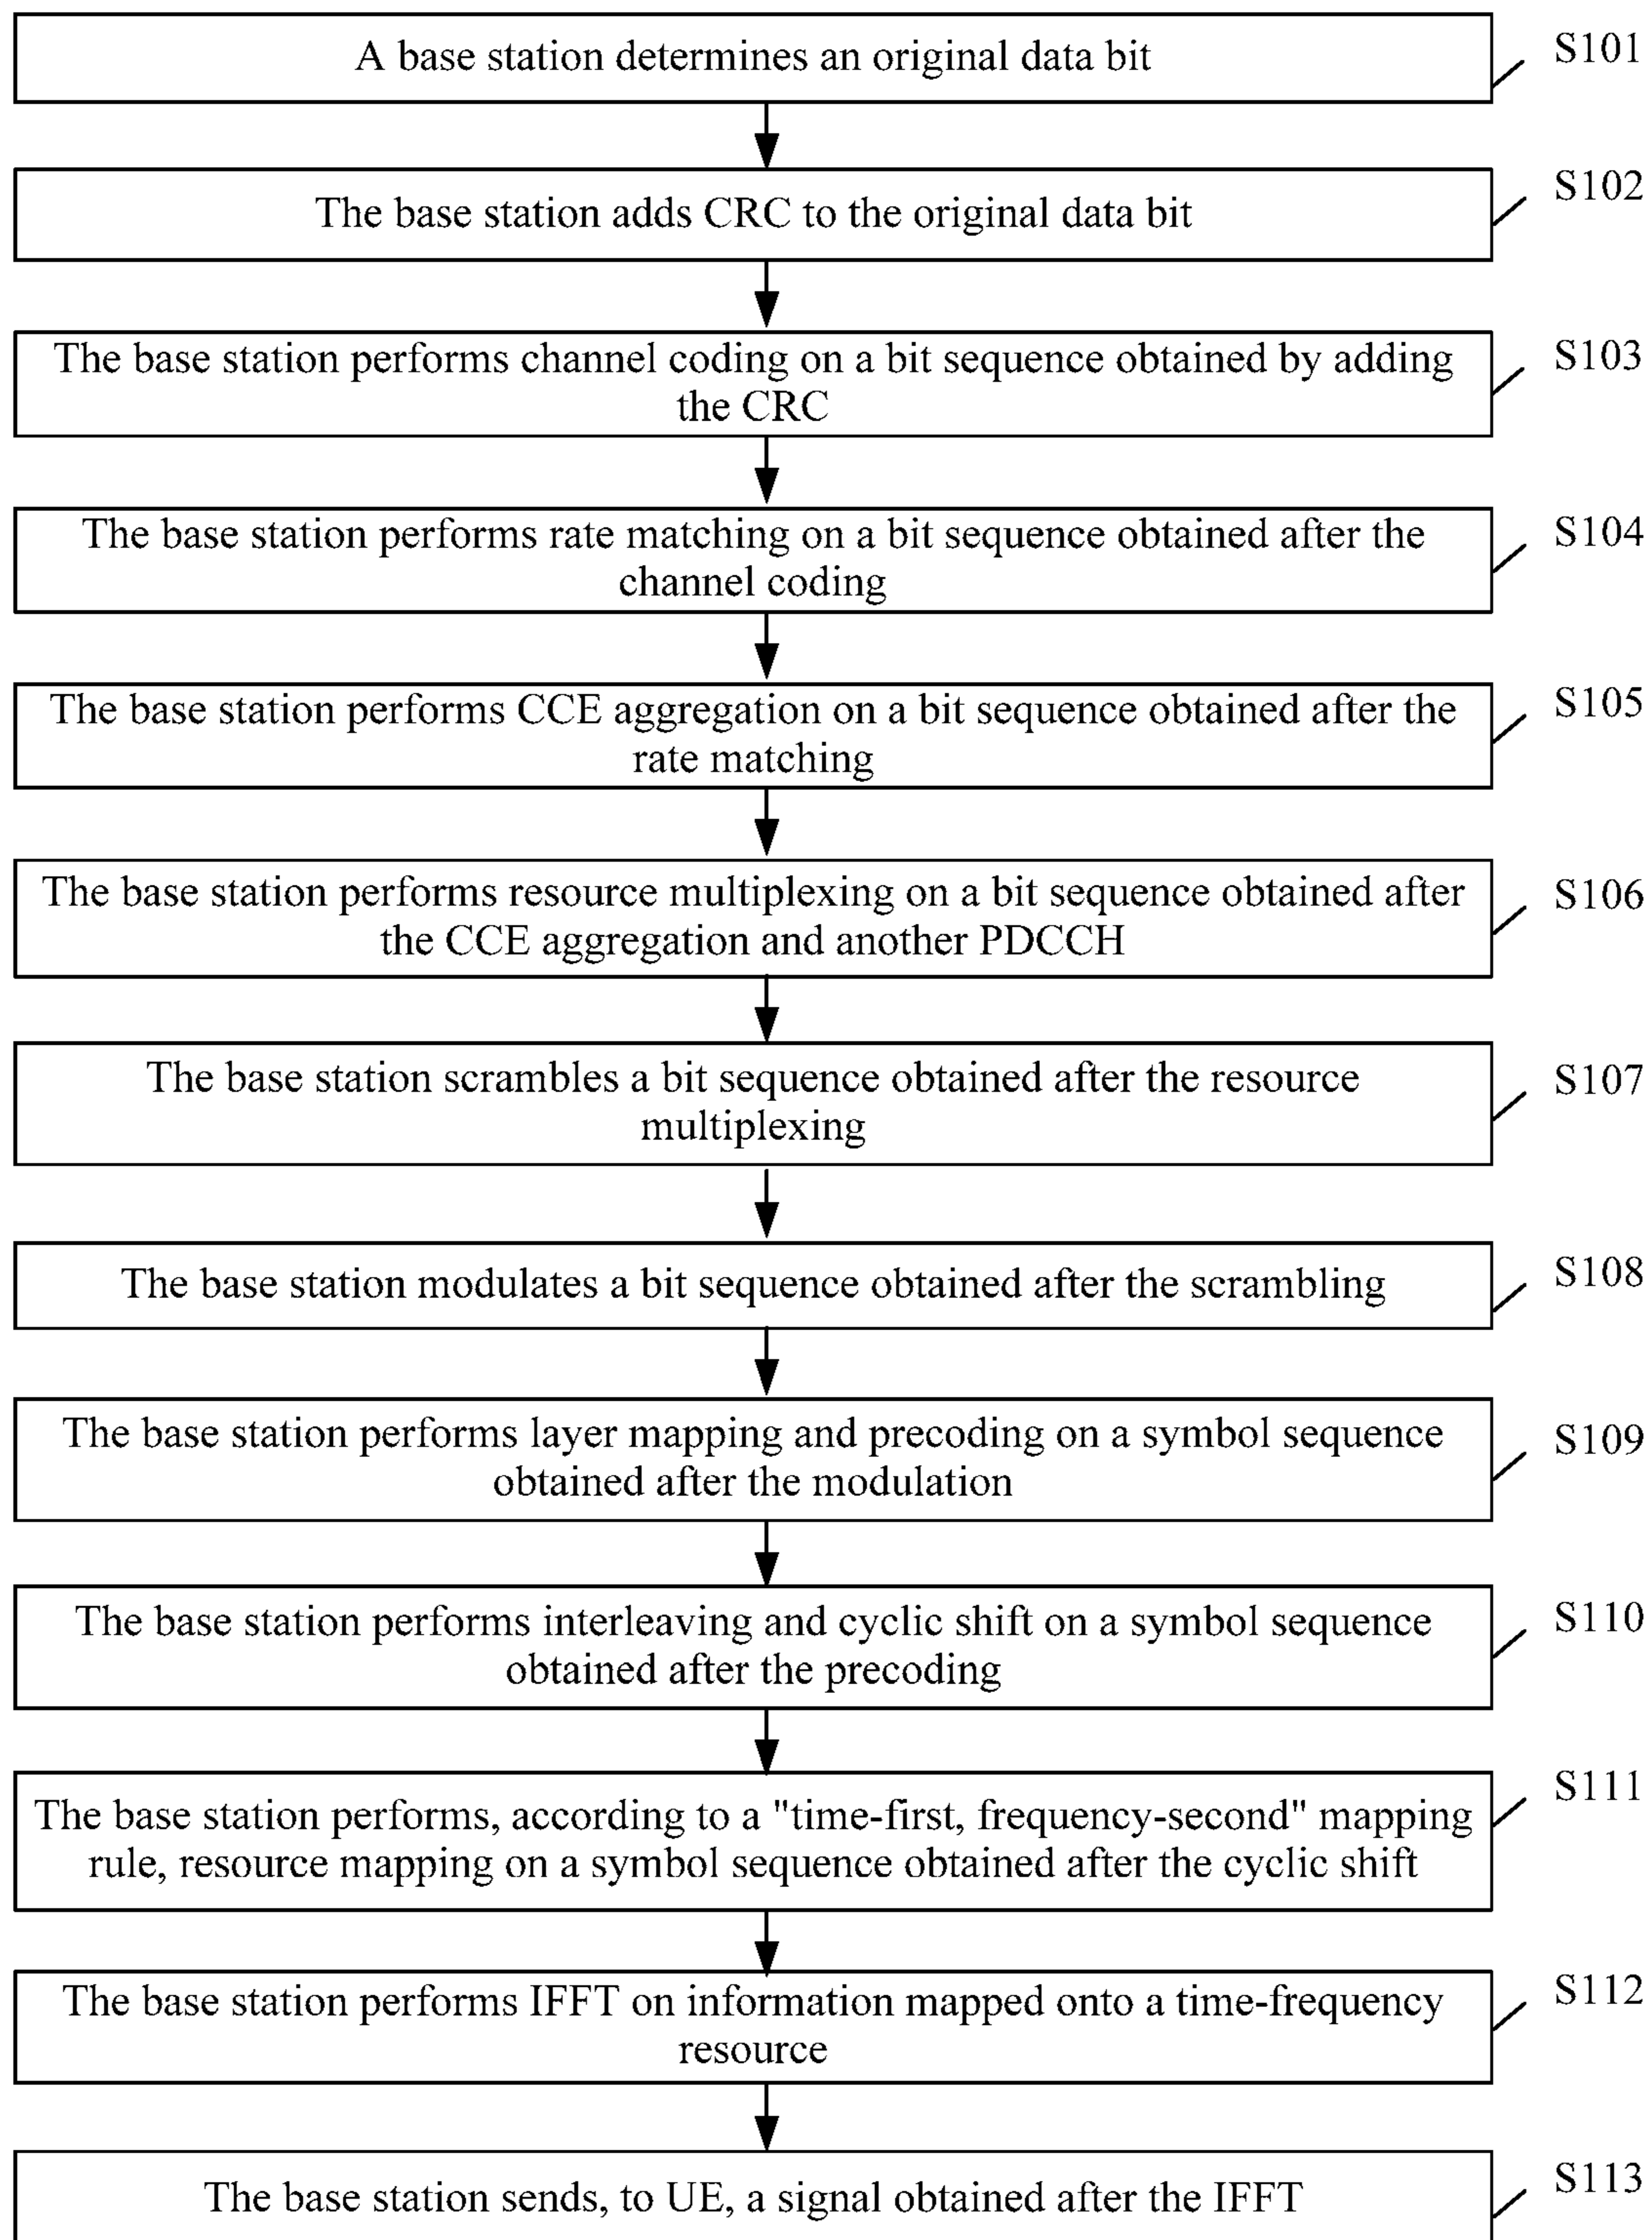 A base station determines an original data bit
S101
The base station adds CRC to the original data bit
S102
The base station performs channel coding on a bit sequence obtained by adding
the CRC
S103
The base station performs rate matching on a bit sequence obtained after the
channel coding
S104
The base station performs CCE aggregation on a bit sequence obtained after the
rate matching
S105
The base station performs resource multiplexing on a bit sequence obtained after
the CCE aggregation and another PDCCH
S106
The base station scrambles a bit sequence obtained after the resource
multiplexing
S107
The base station modulates a bit sequence obtained after the scrambling
S108
The base station performs layer mapping and precoding on a symbol sequence
obtained after the modulation
S109
The base station performs interleaving and cyclic shift on a symbol sequence
obtained after the precoding
S110
The base station performs, according to a "time-first, frequency-second" mapping
rule, resource mapping on a symbol sequence obtained after the cyclic shift
S111
The base station performs IFFT on information mapped onto a time-frequency
resource
S112
The base station sends, to UE, a signal obtained after the IFFT
S113